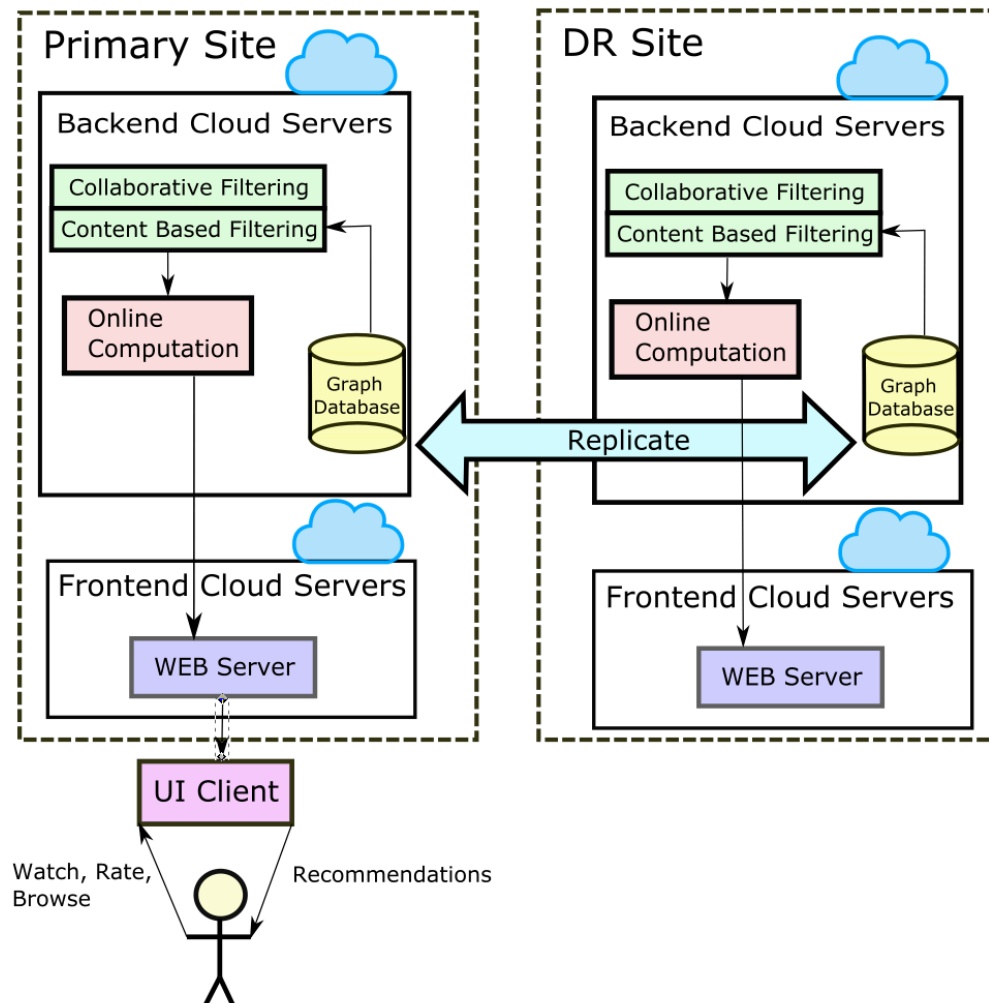 Primary Site
Backend Cloud Servers
Collaborative Filtering
Content Based Filtering
Online
Computation
Graph
Database
Frontend Cloud Servers
WEB Server
UI Client
Watch, Rate,
Browse
Recommendations
Replicate
DR Site
Backend Cloud Servers
Collaborative Filtering
Content Based Filtering
Online
Computation
Graph
Database
Frontend Cloud Servers
WEB Server